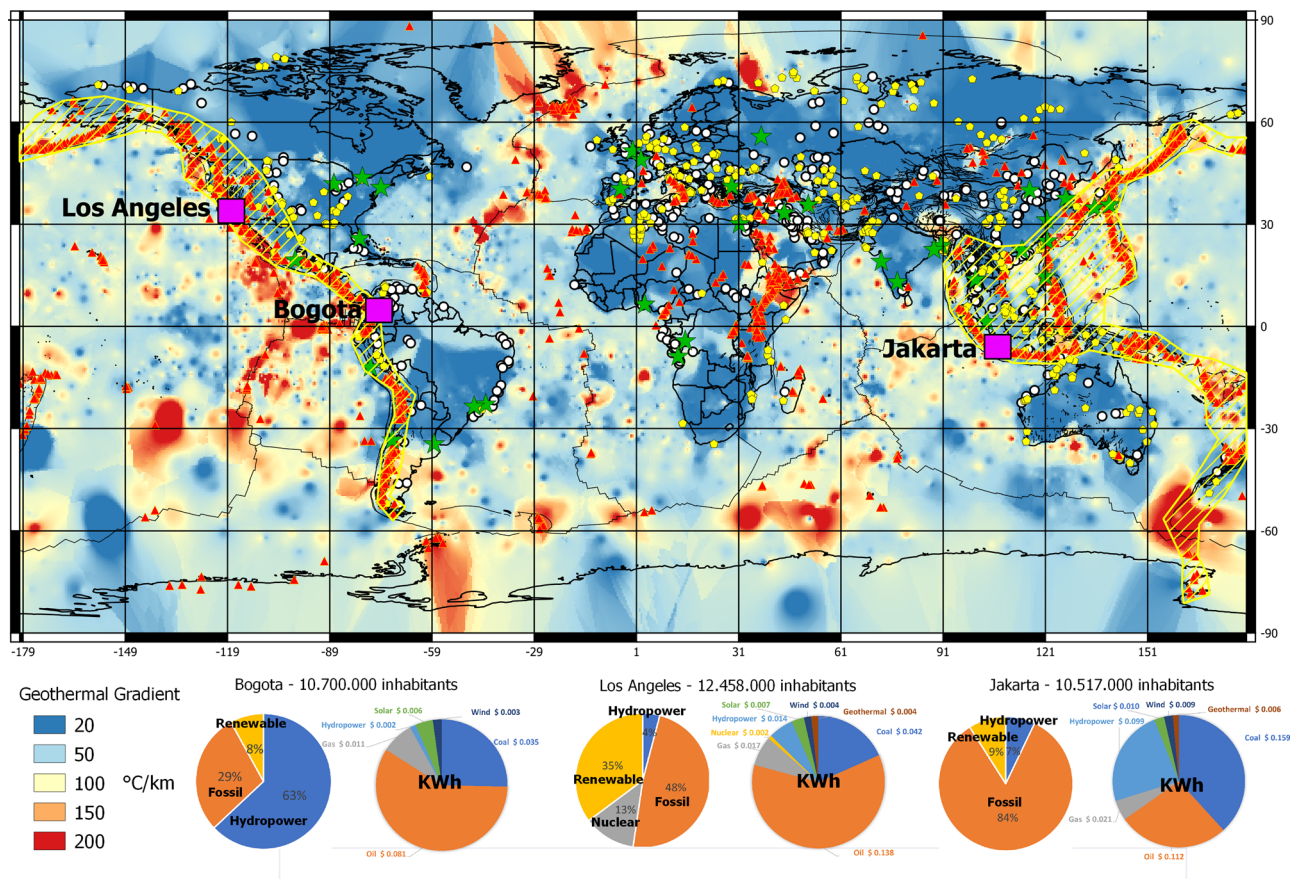 90
60
Los Angeles
30
Bogota
0
Jakarta
-30
-60
-90
-179 -149 -119 -89 -59 -29 1 31 61 91 121 151
Geothermal Gradient
20
50
100 °C/km
150
200
Bogota - 10.700.000 inhabitants
Renewable
8%
29%
Fossil
63%
Hydropower
Solar $ 0.006
Wind $ 0.003
Hydropower $ 0.002
Gas $ 0.011
Coal $ 0.035
KWh
Oil $ 0.081
Los Angeles - 12.458.000 inhabitants
Hydropower
4%
35%
Renewable
48%
Fossil
13%
Nuclear
Solar $ 0.007
Wind $ 0.004
Geothermal $ 0.004
Hydropower $ 0.014
Nuclear $ 0.002
Gas $ 0.017
Coal $ 0.042
KWh
Oil $ 0.138
Jakarta - 10.517.000 inhabitants
Hydropower
Renewable
9% 7%
Fossil
84%
Solar $ 0.010
Wind $ 0.009
Geothermal $ 0.006
Hydropower $ 0.099
Coal $ 0.159
KWh
Gas $ 0.021
Oil $ 0.112